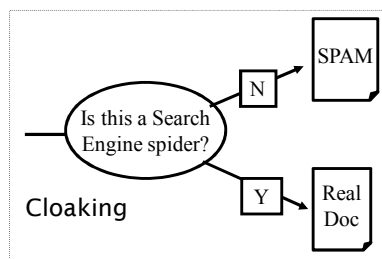 SPAM
N
Is this a Search
Engine spider?
Y
Real
Doc
Cloaking